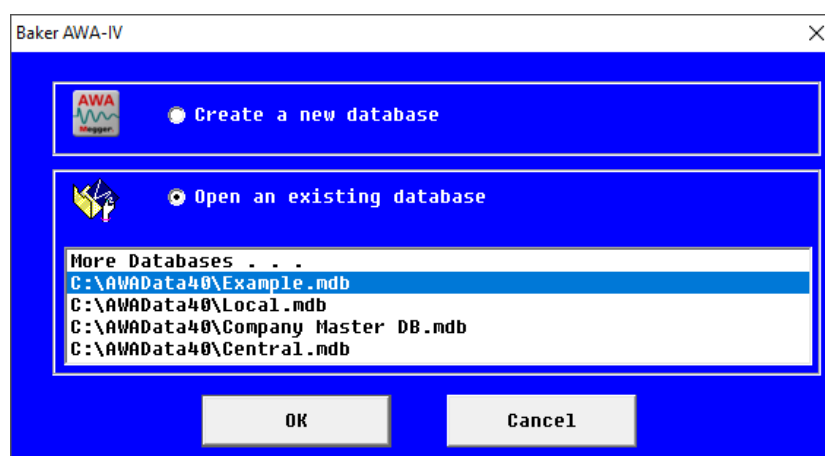 Baker AWA-IV
AWA
Megger.
Create a new database
Open an existing database
More Databases . . .
C:\AWAData40\Example.mdb
C:\AWAData40\Local.mdb
C:\AWAData40\Company Master DB.mdb
C:\AWAData40\Central.mdb
OK
Cancel